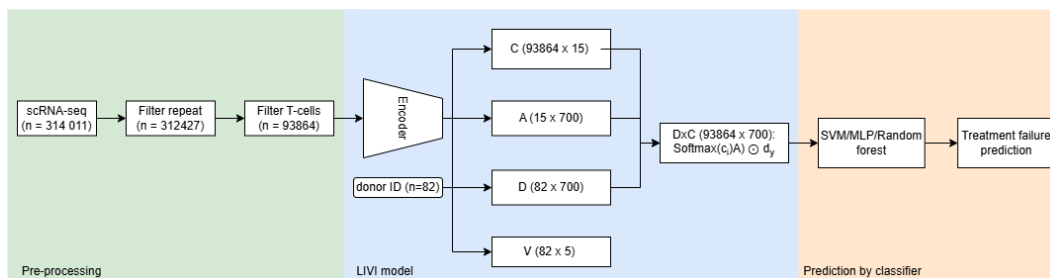 scRNA-seq
(n = 314 011)
Filter repeat
(n = 312427)
Filter T-cells
(n = 93864)
Encoder
donor ID (n=82)
C (93864 x 15)
A (15 x 700)
D (82 x 700)
V (82 x 5)
DxC (93864 x 700):
Softmax(cᵢ)A) ⊙ dᵧ
SVM/MLP/Random
forest
Treatment failure
prediction
Pre-processing
LIVI model
Prediction by classifier